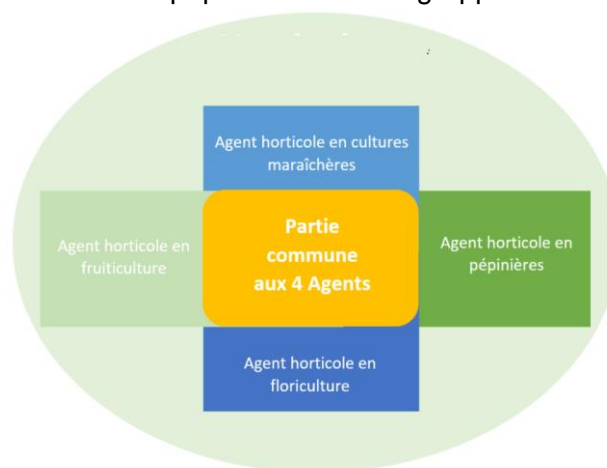 Agent horticole en cultures
maraîchères
Agent horticole en
fruiticulture
Partie
commune
aux 4 Agents
Agent horticole en
pépinières
Agent horticole en
floriculture